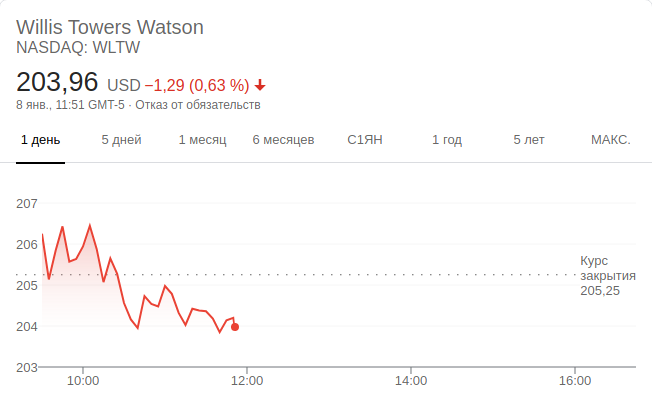 Willis Towers Watson
NASDAQ: WLTW
203,96 USD −1,29 (0,63 %)
8 янв., 11:51 GMT-5 · Отказ от обязательств
1 день 5 дней 1 месяц 6 месяцев С1ЯН 1 год 5 лет МАКС.
207
206
Курс
закрытия
205,25
205
204
203
10:00 12:00 14:00 16:00